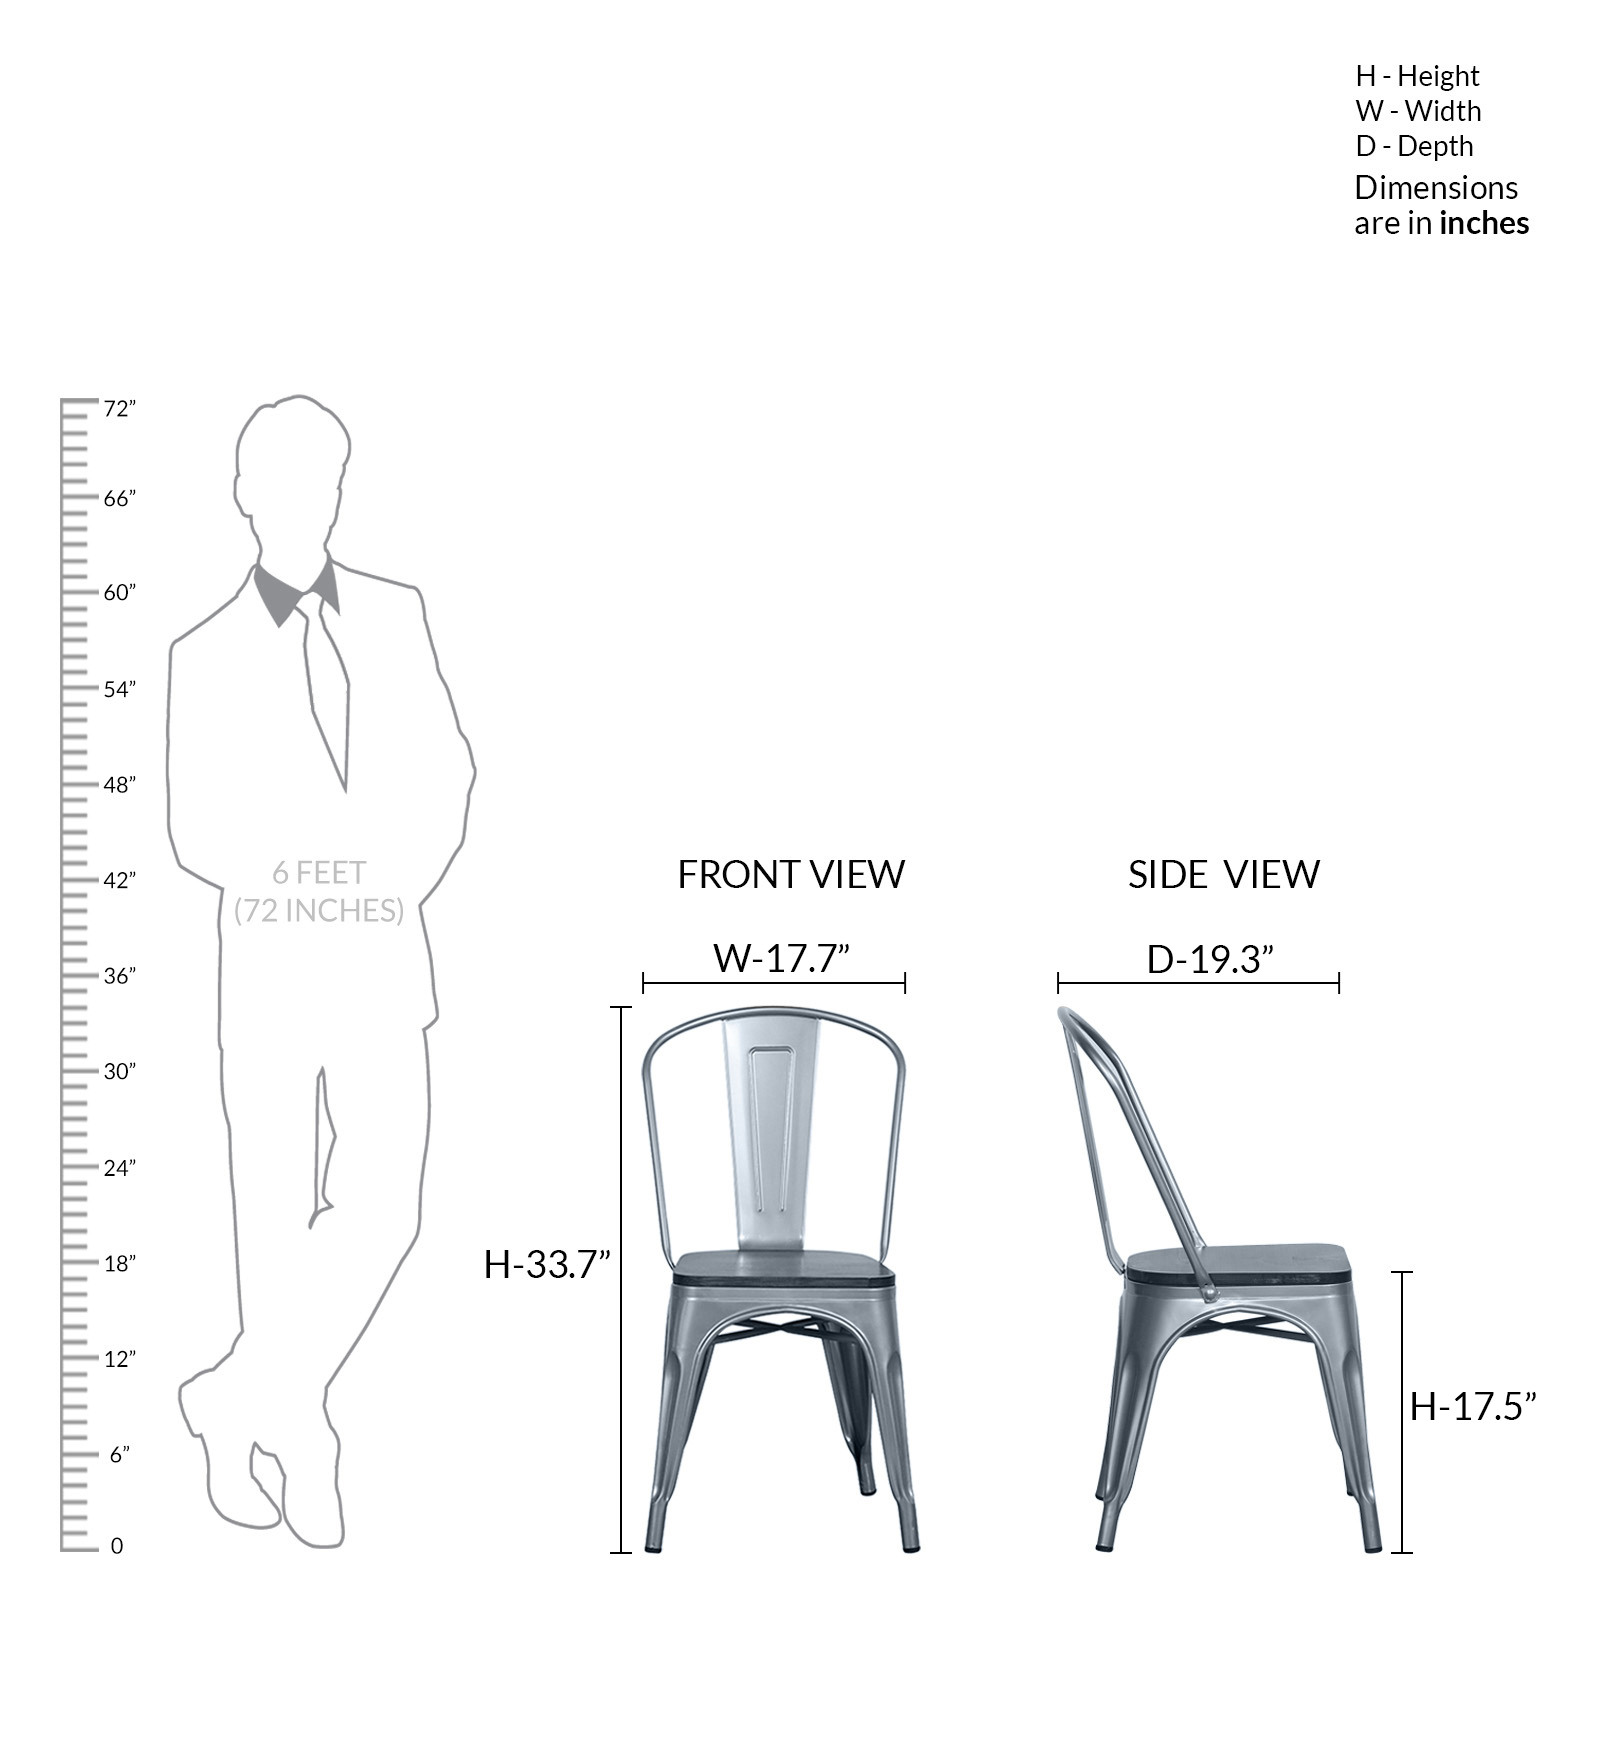 H - Height
W - Width
D - Depth
Dimensions
are in inches
72”
66”
60”
54”
48”
42”
36”
30”
24”
18”
12”
6”
0
6 FEET
(72 INCHES)
FRONT VIEW
W-17.7”
H-33.7”
SIDE VIEW
D-19.3”
H-17.5”